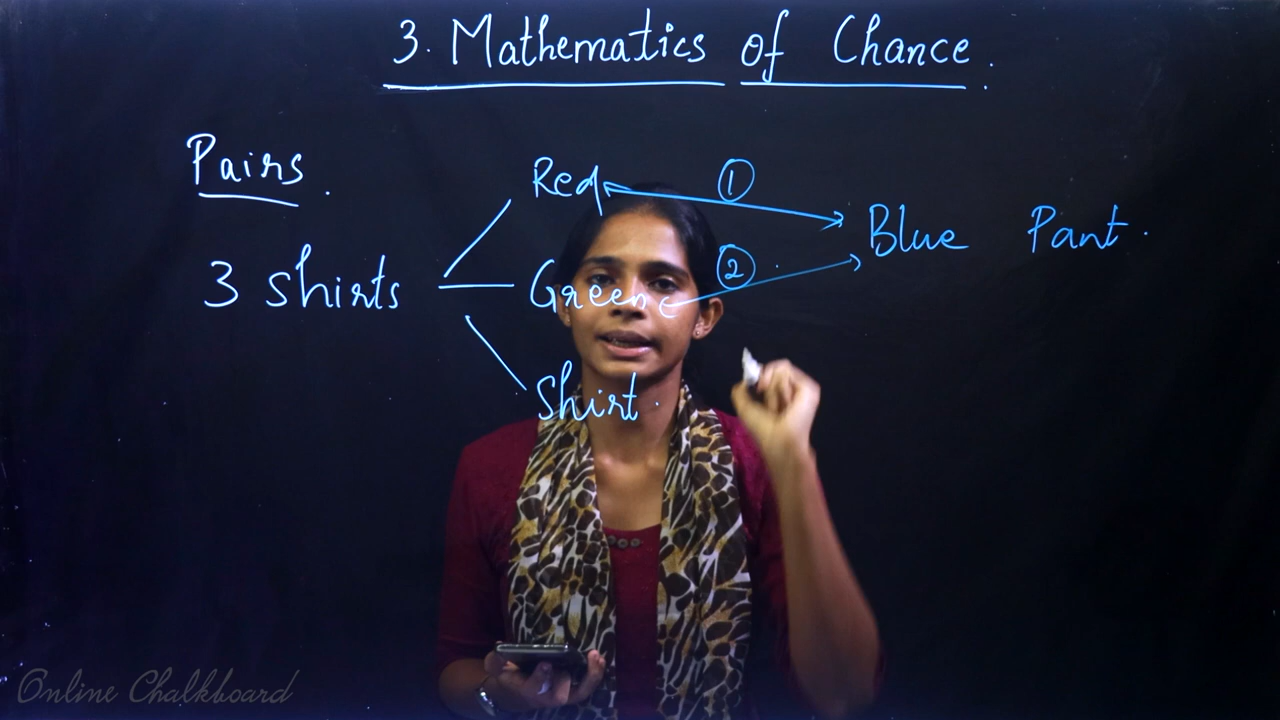 3. Mathematics of Chance.
Pairs.
Red
1
Blue Pant.
3 Shirts
Green
2
Shirt.
Online Chalkboard